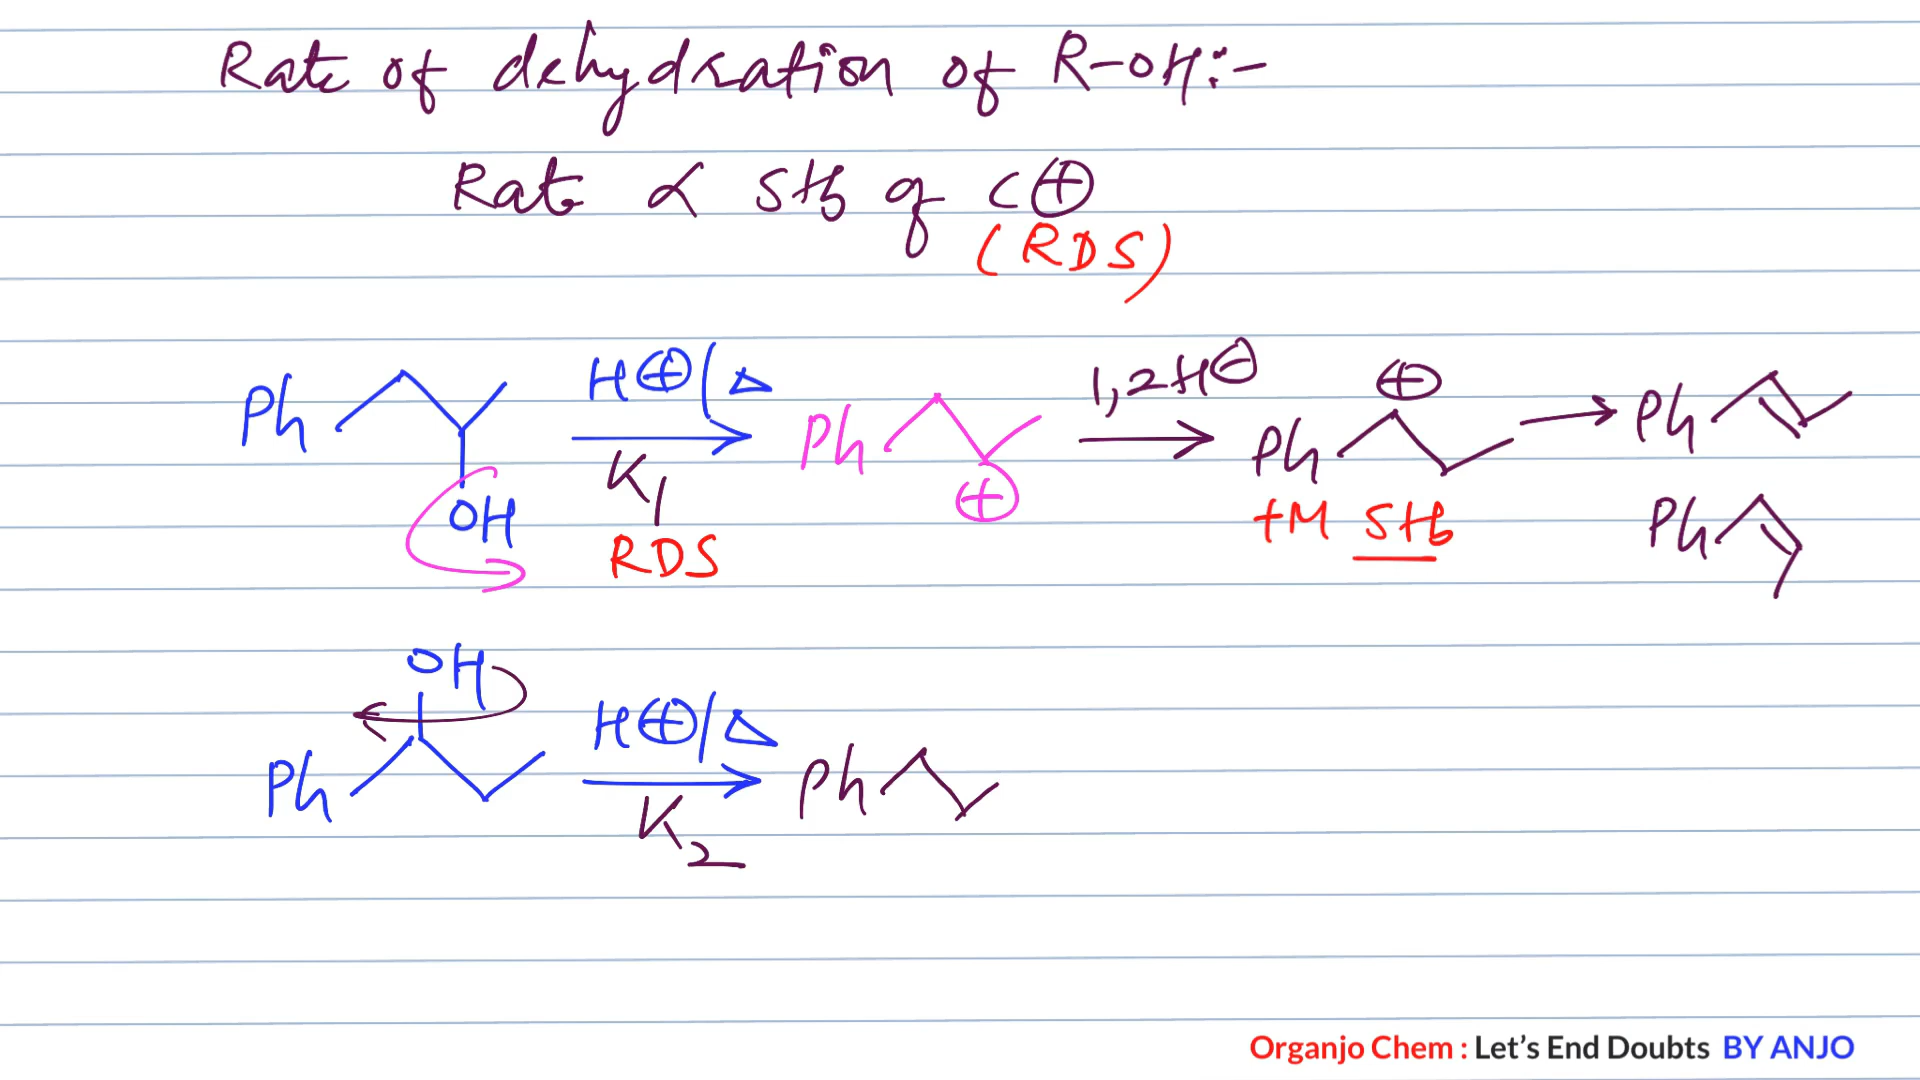 Rate of dehydration of R-OH:-
Rate ∝ Stb of C⊕
(RDS)
Ph OH H⊕/Δ K1 RDS Ph ⊕ 1,2H⊖ Ph ⊕ +M Stb Ph
Ph
Ph OH H⊕/Δ K2 Ph
Organjo Chem : Let's End Doubts BY ANJO